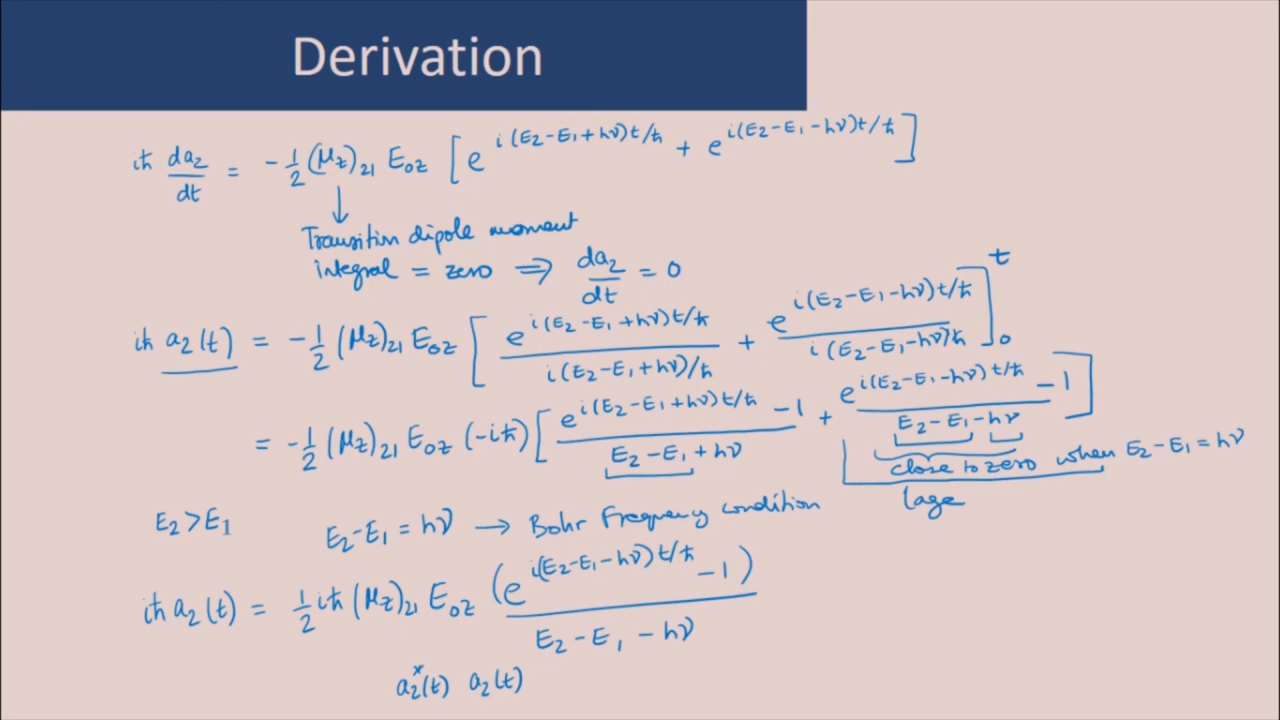 Derivation
iħ da₂/dt = -1/2 (μz)₂₁ E₀z [e^{i(E₂-E₁+hν)t/ħ} + e^{i(E₂-E₁-hν)t/ħ}]
↓
Transition dipole moment
integral = zero ⇒ da₂/dt = 0
iħ a₂(t) = -1/2 (μz)₂₁ E₀z [e^{i(E₂-E₁+hν)t/ħ} / i(E₂-E₁+hν)/ħ + e^{i(E₂-E₁-hν)t/ħ} / i(E₂-E₁-hν)/ħ]₀^t
= -1/2 (μz)₂₁ E₀z (-iħ) [e^{i(E₂-E₁+hν)t/ħ} -1 / E₂-E₁+hν + e^{i(E₂-E₁-hν)t/ħ} -1 / E₂-E₁-hν]
close to zero when E₂-E₁=hν
lage
E₂>E₁ E₂-E₁=hν → Bohr Frequency condition
iħ a₂(t) = 1/2 iħ (μz)₂₁ E₀z (e^{i(E₂-E₁-hν)t/ħ} -1) / E₂-E₁-hν
a₂*(t) a₂(t)